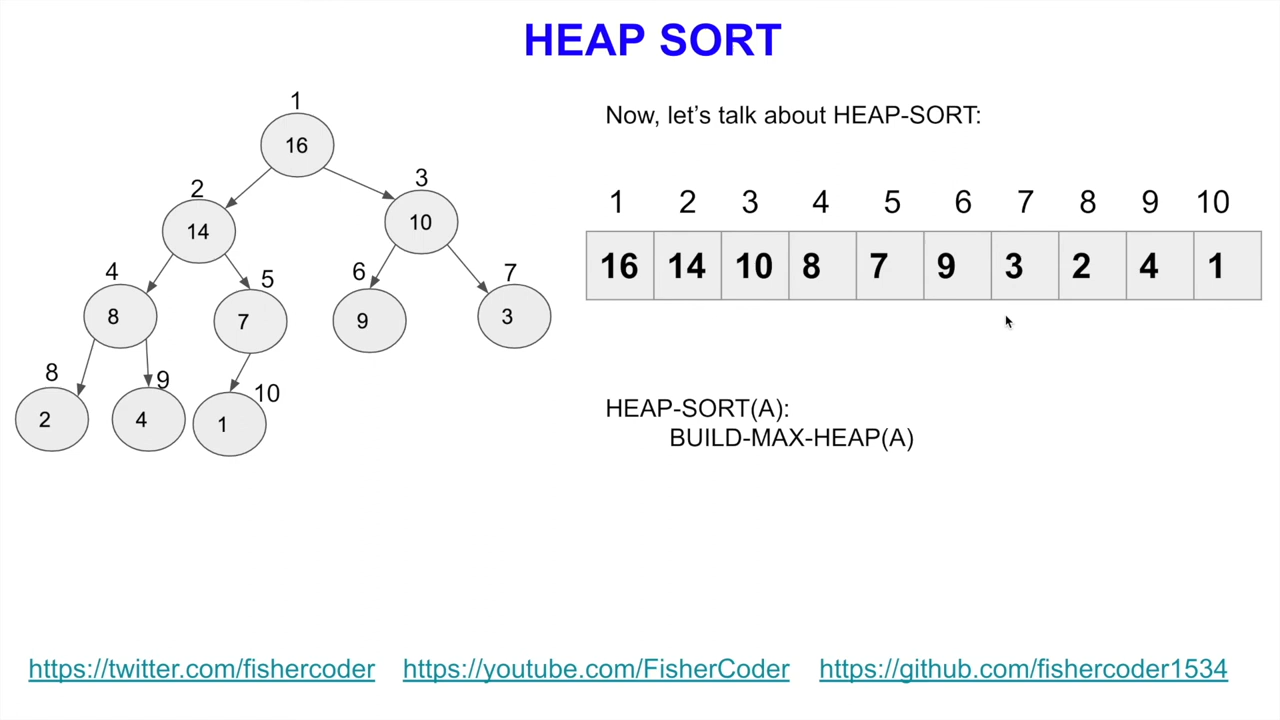 HEAP SORT
1
16
2
3
14
10
4
5
6
7
8
7
9
3
8
9
10
2
4
1
Now, let's talk about HEAP-SORT:
1 2 3 4 5 6 7 8 9 10
16 14 10 8 7 9 3 2 4 1
HEAP-SORT(A):
BUILD-MAX-HEAP(A)
https://twitter.com/fishercoder https://youtube.com/FisherCoder https://github.com/fishercoder1534